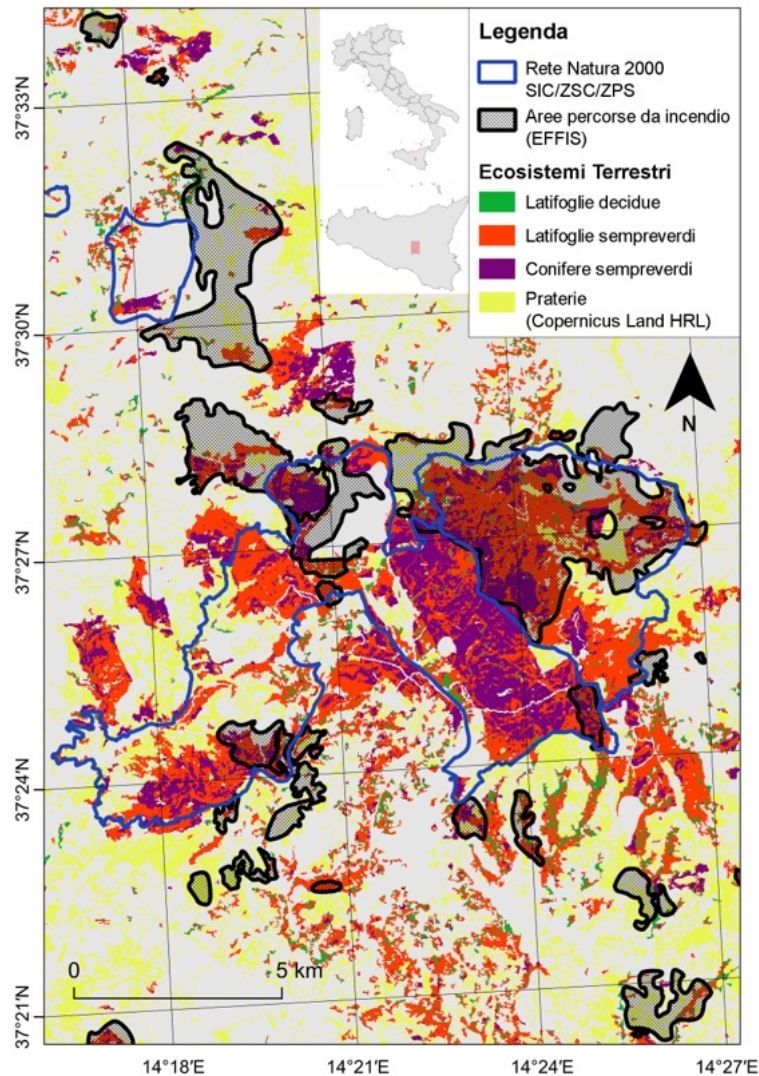 Legenda
Rete Natura 2000
SIC/ZSC/ZPS
Aree percorse da incendio
(EFFIS)
Ecosistemi Terrestri
Latifoglie decidue
Latifoglie sempreverdi
Conifere sempreverdi
Praterie
(Copernicus Land HRL)
N
37°33'N
37°30'N
37°27'N
37°24'N
37°21'N
0 5 km
14°18'E 14°21'E 14°24'E 14°27'E